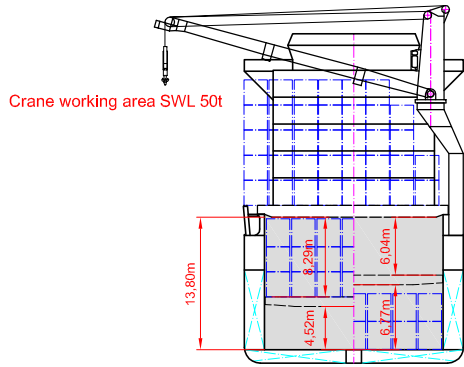 Crane working area SWL 50t
13,80m
8,29m
6,04m
4,52m
6,77m